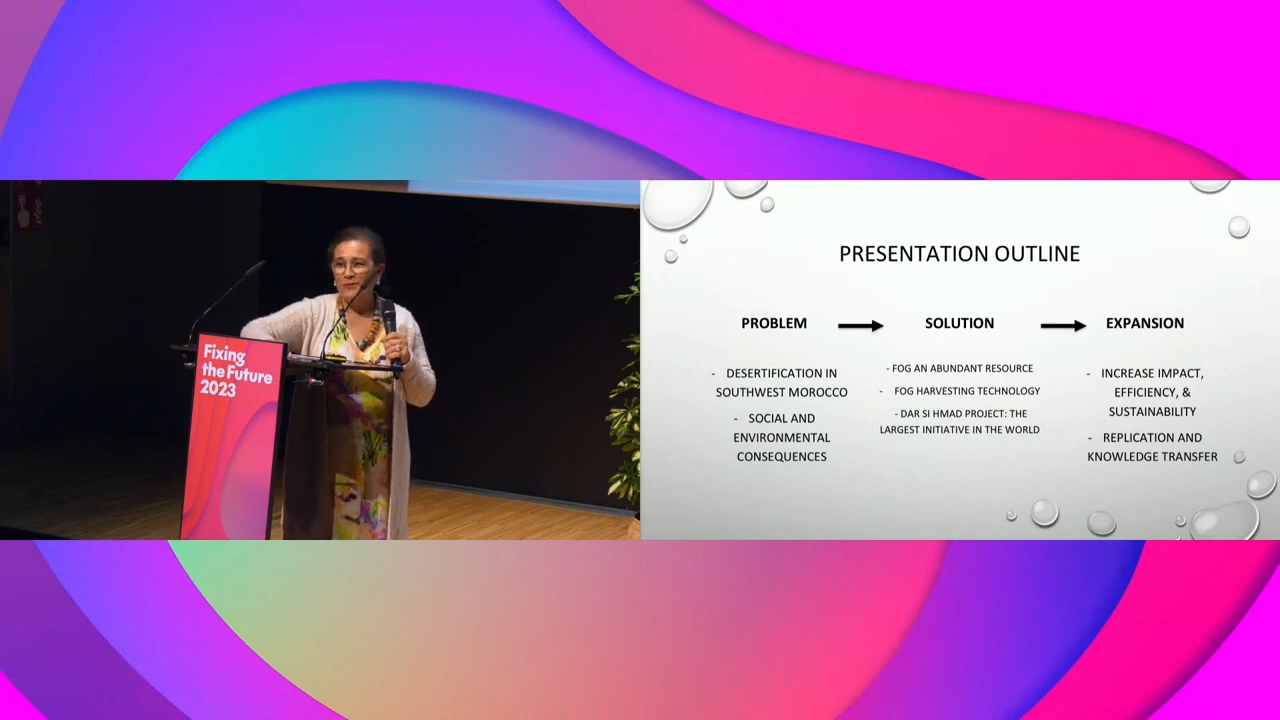 Fixing
the Future
2023
PRESENTATION OUTLINE
PROBLEM
- DESERTIFICATION IN
SOUTHWEST MOROCCO
- SOCIAL AND
ENVIRONMENTAL
CONSEQUENCES
SOLUTION
- FOG AN ABUNDANT RESOURCE
- FOG HARVESTING TECHNOLOGY
- DAR SI HMAD PROJECT: THE
LARGEST INITIATIVE IN THE WORLD
EXPANSION
- INCREASE IMPACT,
EFFICIENCY, &
SUSTAINABILITY
- REPLICATION AND
KNOWLEDGE TRANSFER